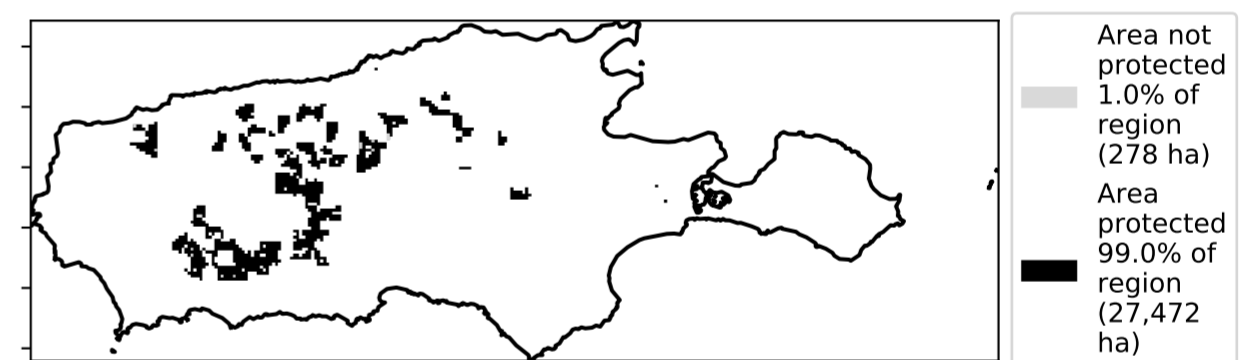 Area not
protected
1.0% of
region
(278 ha)
Area
protected
99.0% of
region
(27,472
ha)